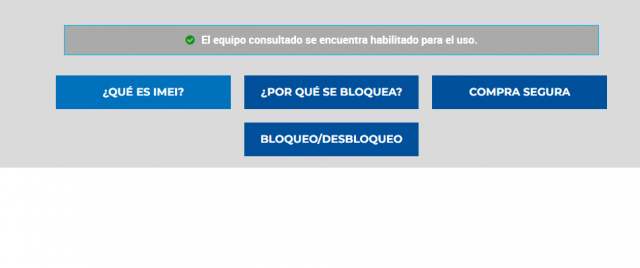 El equipo consultado se encuentra habilitado para el uso.
¿QUÉ ES IMEI?
¿POR QUÉ SE BLOQUEA?
COMPRA SEGURA
BLOQUEO/DESBLOQUEO